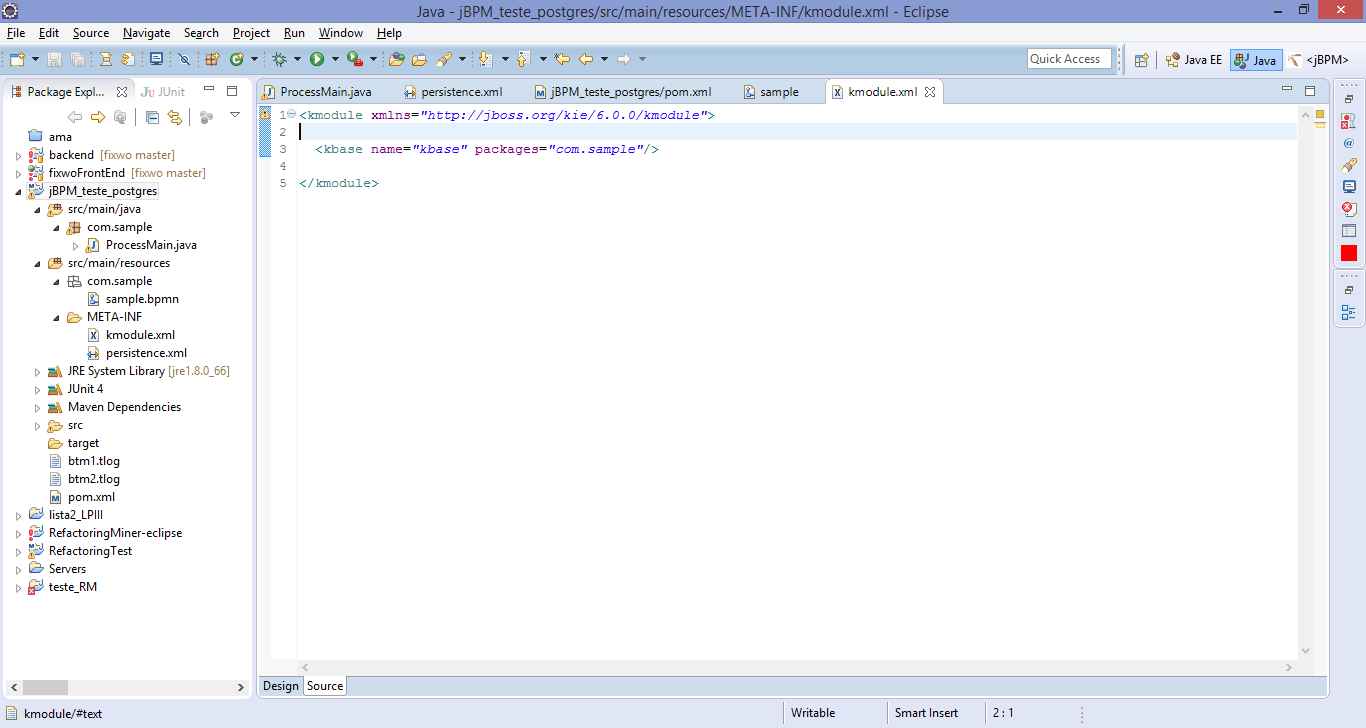 Java - jBPM_teste_postgres/src/main/resources/META-INF/kmodule.xml - Eclipse
File Edit Source Navigate Search Project Run Window Help
Quick Access Java EE Java <jBPM>
Package Expl... JUnit
ProcessMain.java persistence.xml jBPM_teste_postgres/pom.xml sample kmodule.xml
ama
backend [fixwo master]
fixwoFrontEnd [fixwo master]
jBPM_teste_postgres
src/main/java
com.sample
ProcessMain.java
src/main/resources
com.sample
sample.bpmn
META-INF
kmodule.xml
persistence.xml
JRE System Library [jre1.8.0_66]
JUnit 4
Maven Dependencies
src
target
btm1.tlog
btm2.tlog
pom.xml
lista2_LPIII
RefactoringMiner-eclipse
RefactoringTest
Servers
teste_RM
1 <kmodule xmlns="http://jboss.org/kie/6.0.0/kmodule">
2
3 <kbase name="kbase" packages="com.sample"/>
4
5 </kmodule>
Design Source
kmodule/#text Writable Smart Insert 2 : 1